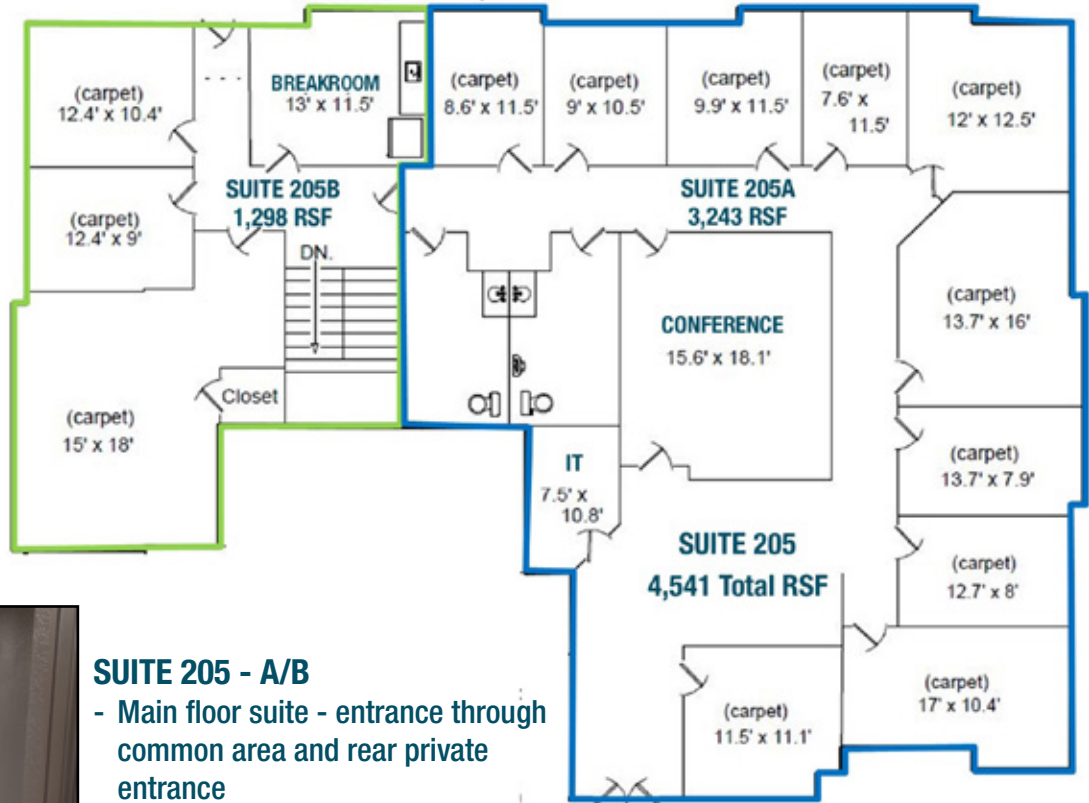 (carpet)
12.4' x 10.4'
BREAKROOM
13' x 11.5'
(carpet)
8.6' x 11.5'
(carpet)
9' x 10.5'
(carpet)
9.9' x 11.5'
(carpet)
7.6' x
11.5'
(carpet)
12' x 12.5'
SUITE 205B
1,298 RSF
SUITE 205A
3,243 RSF
(carpet)
12.4' x 9'
DN.
(carpet)
13.7' x 16'
CONFERENCE
15.6' x 18.1'
Closet
(carpet)
15' x 18'
IT
7.5' x
10.8'
(carpet)
13.7' x 7.9'
SUITE 205
4,541 Total RSF
(carpet)
12.7' x 8'
(carpet)
17' x 10.4'
(carpet)
11.5' x 11.1'
SUITE 205 - A/B
- Main floor suite - entrance through
common area and rear private
entrance